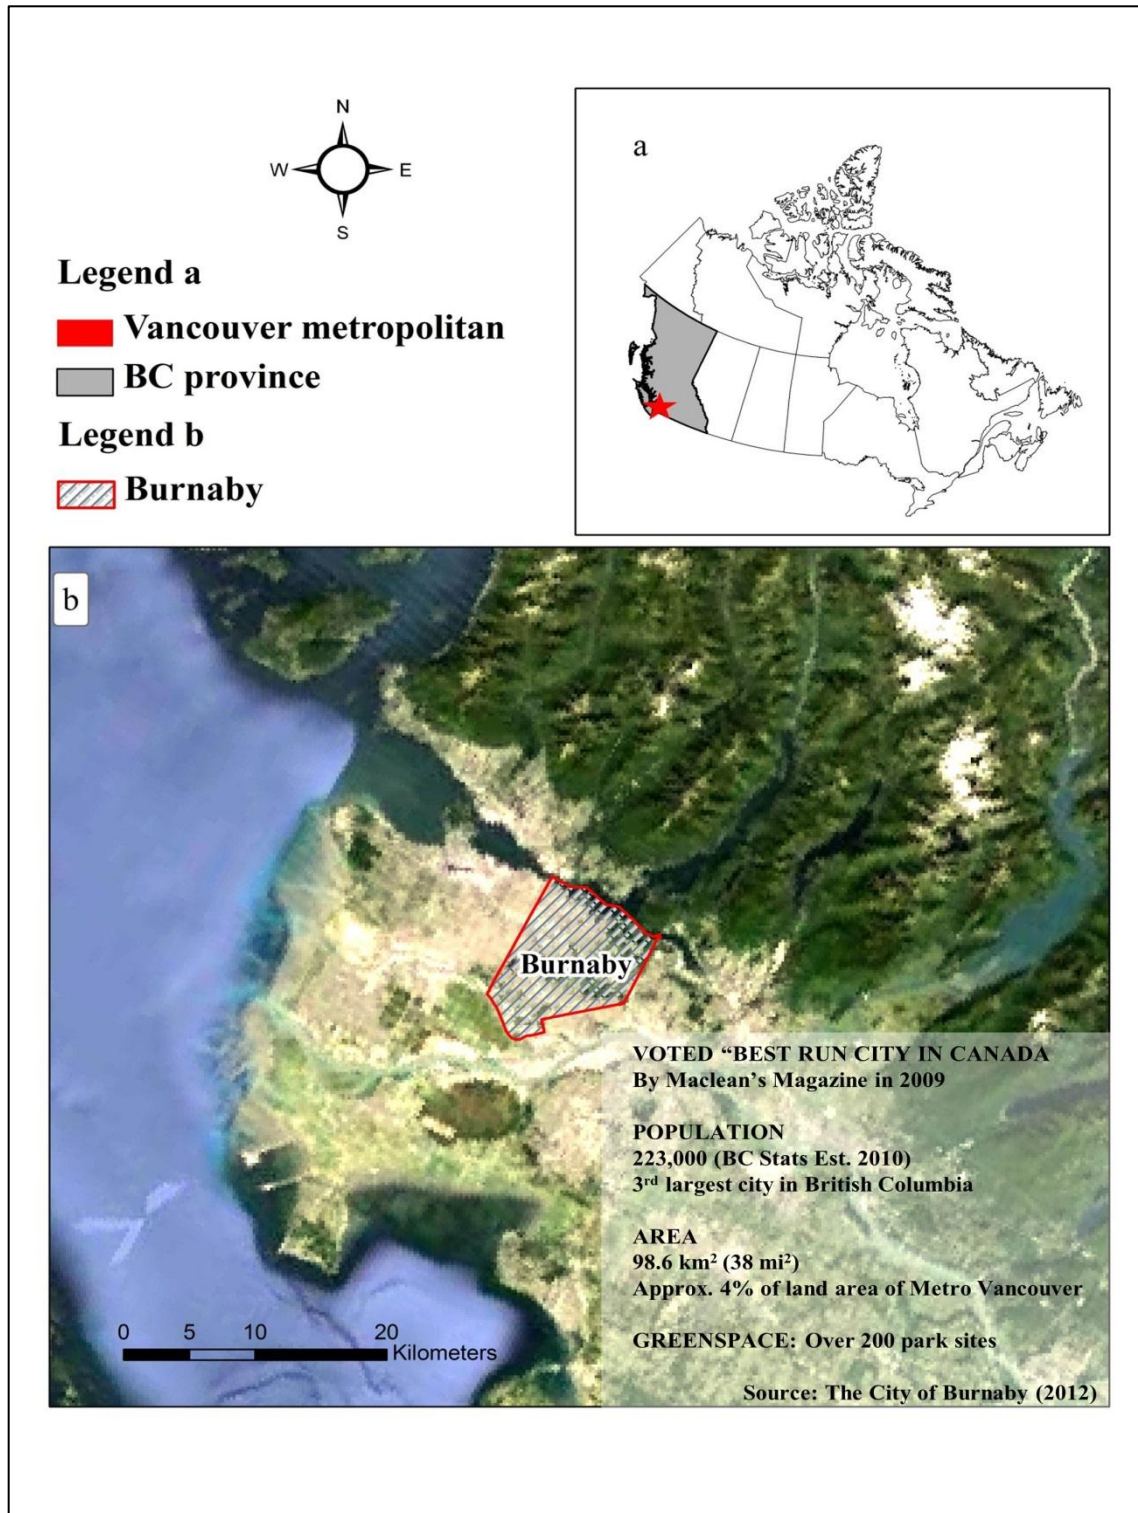 N
W E
S
Legend a
Vancouver metropolitan
BC province
Legend b
Burnaby
a
b
Burnaby
VOTED “BEST RUN CITY IN CANADA
By Maclean’s Magazine in 2009
POPULATION
223,000 (BC Stats Est. 2010)
3rd largest city in British Columbia
AREA
98.6 km² (38 mi²)
Approx. 4% of land area of Metro Vancouver
GREENSPACE: Over 200 park sites
Source: The City of Burnaby (2012)
0 5 10 20
Kilometers